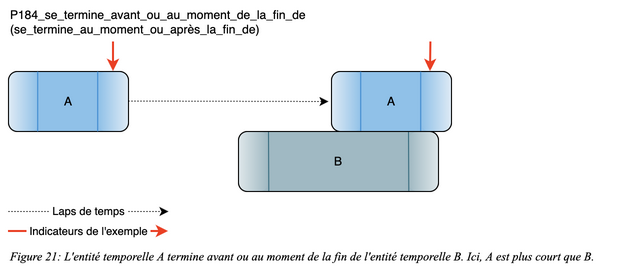 P184_se_termine_avant_ou_au_moment_de_la_fin_de
(se_termine_au_moment_ou_après_la_fin_de)
A
A
B
Laps de temps
Indicateurs de l'exemple
Figure 21: L'entité temporelle A termine avant ou au moment de la fin de l'entité temporelle B. Ici, A est plus court que B.